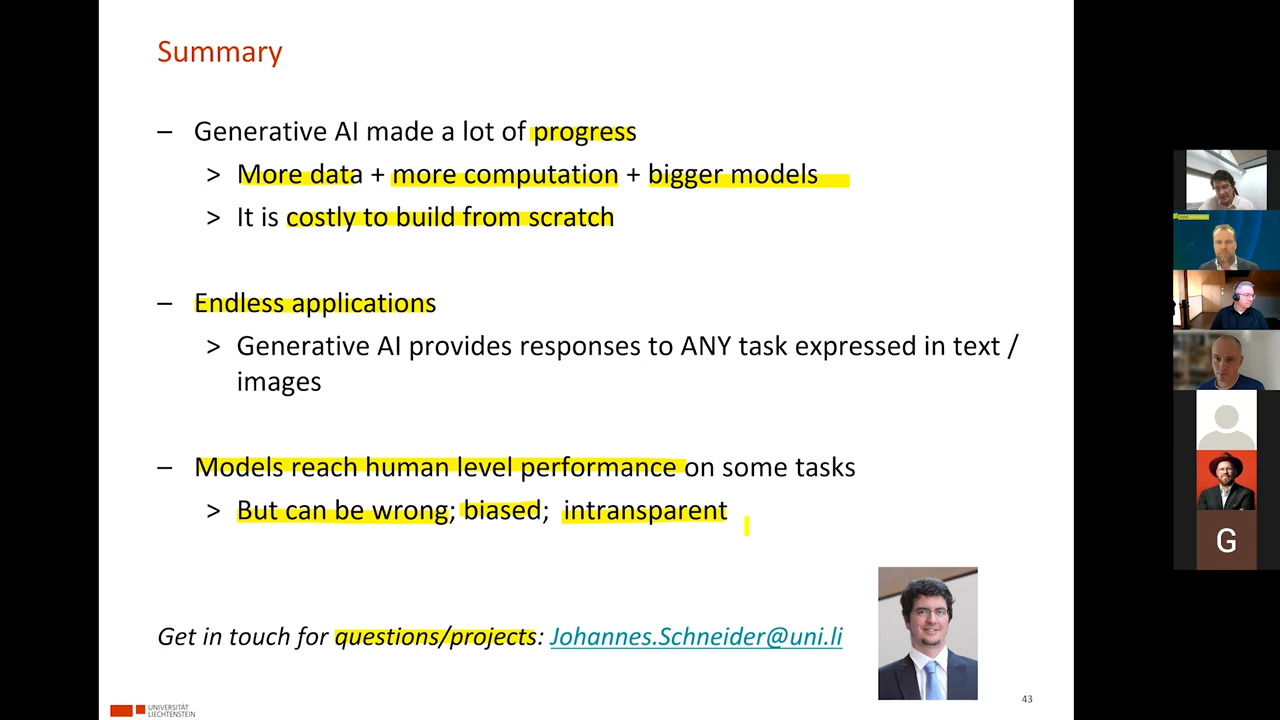 Summary
– Generative AI made a lot of progress
> More data + more computation + bigger models
> It is costly to build from scratch
– Endless applications
> Generative AI provides responses to ANY task expressed in text /
images
– Models reach human level performance on some tasks
> But can be wrong; biased; intransparent
Get in touch for questions/projects: Johannes.Schneider@uni.li
43
UNIVERSITÄT
LIECHTENSTEIN
G